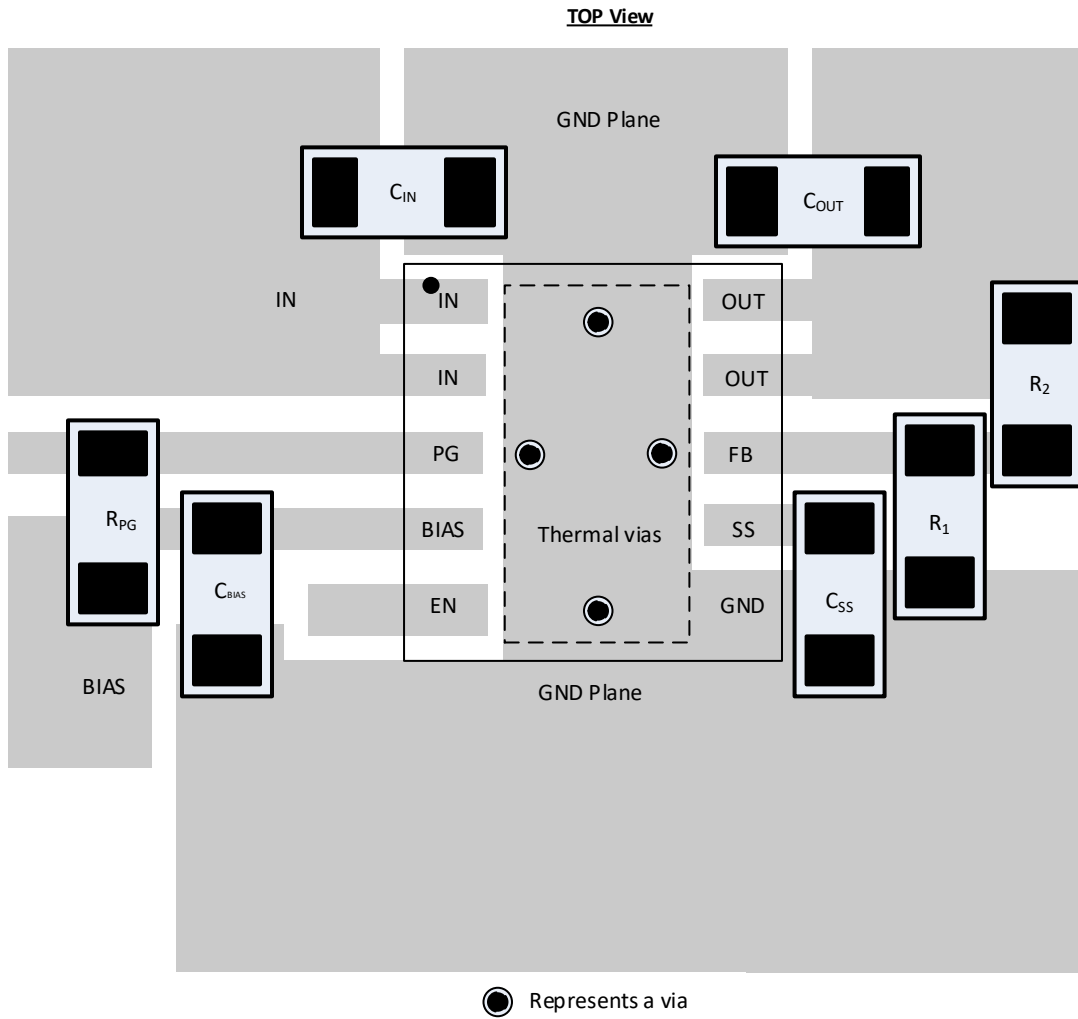 TOP View
GND Plane
CIN
COUT
IN
IN
OUT
IN
OUT
R2
PG
FB
RPG
BIAS
Thermal vias
SS
R1
CBIAS
EN
GND
CSS
BIAS
GND Plane
Represents a via